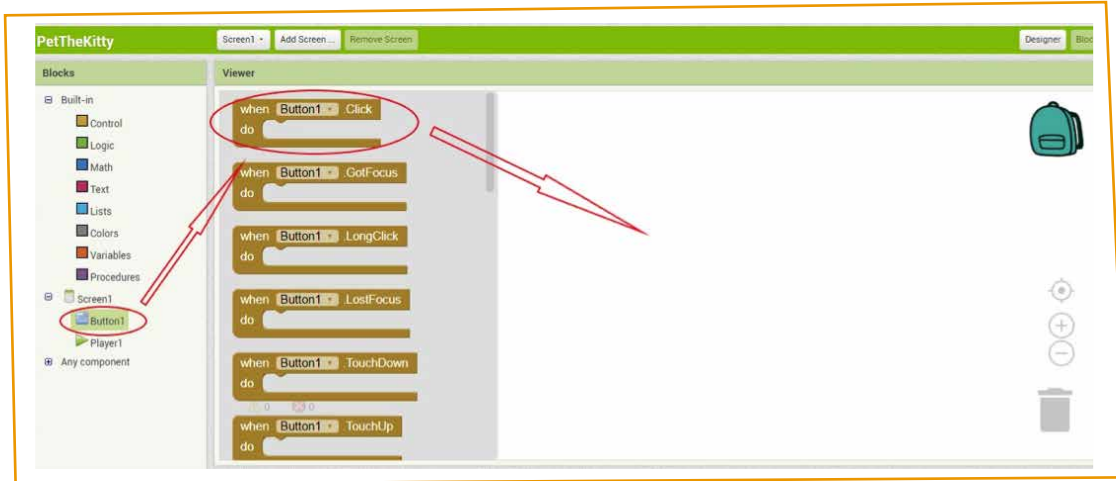 PetTheKitty
Screen1
Add Screen ...
Remove Screen
Designer
Blocks
Viewer
Built-in
Control
Logic
Math
Text
Lists
Colors
Variables
Procedures
Screen1
Button1
Player1
Any component
when Button1 .Click
do
when Button1 .GotFocus
do
when Button1 .LongClick
do
when Button1 .LostFocus
do
when Button1 .TouchDown
do
0 0
when Button1 .TouchUp
do